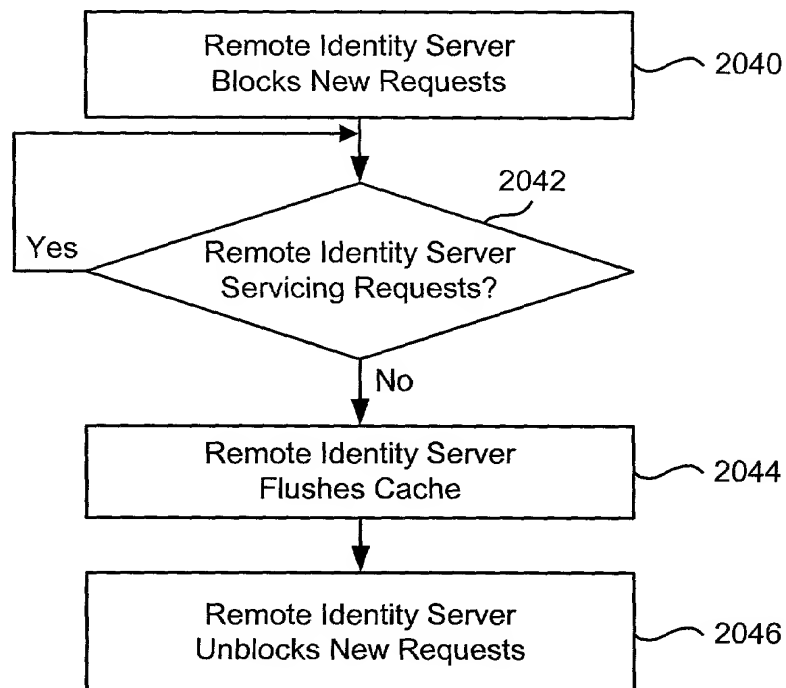 Remote Identity Server
Blocks New Requests
2040
2042
Yes
Remote Identity Server
Servicing Requests?
No
Remote Identity Server
Flushes Cache
2044
Remote Identity Server
Unblocks New Requests
2046